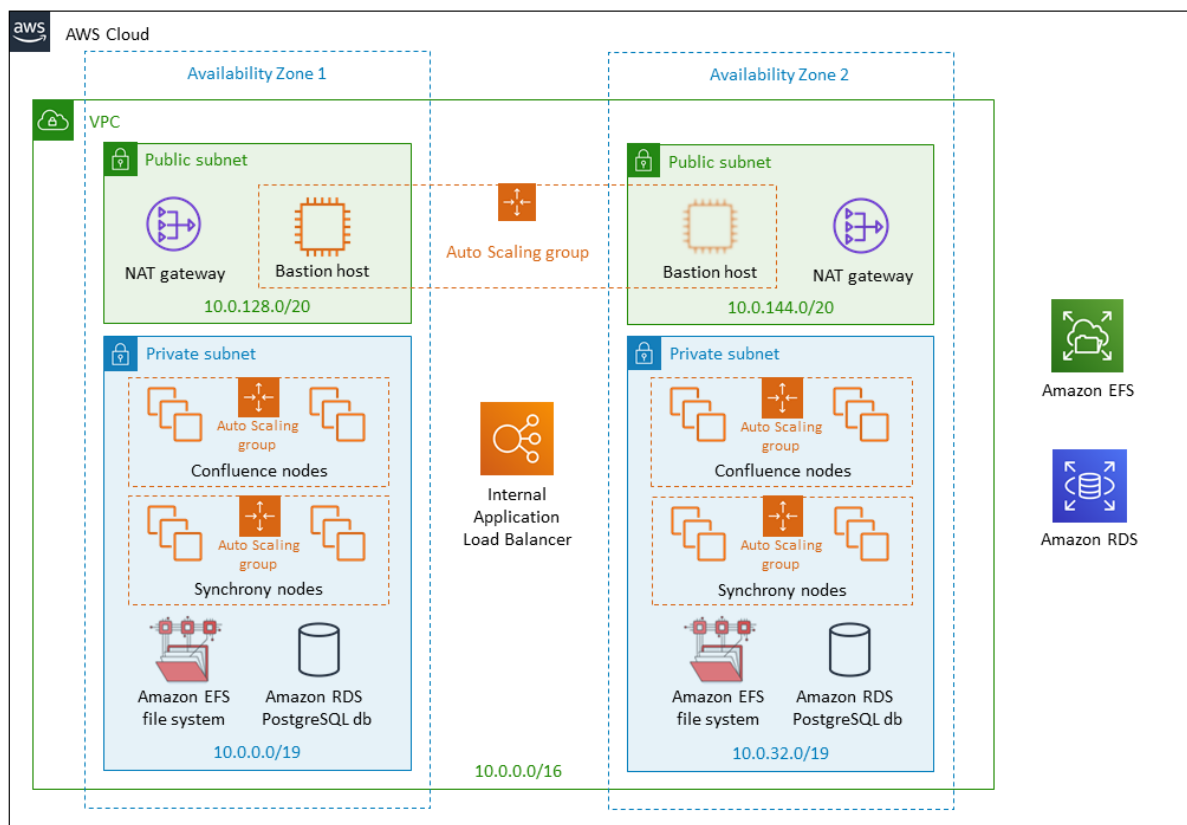 aws
AWS Cloud
Availability Zone 1
Availability Zone 2
VPC
Public subnet
NAT gateway
Bastion host
10.0.128.0/20
Auto Scaling group
Public subnet
Bastion host
NAT gateway
10.0.144.0/20
Private subnet
Auto Scaling
group
Confluence nodes
Auto Scaling
group
Synchrony nodes
Amazon EFS
file system
Amazon RDS
PostgreSQL db
10.0.0.0/19
Internal
Application
Load Balancer
10.0.0.0/16
Private subnet
Auto Scaling
group
Confluence nodes
Auto Scaling
group
Synchrony nodes
Amazon EFS
file system
Amazon RDS
PostgreSQL db
10.0.32.0/19
Amazon EFS
Amazon RDS